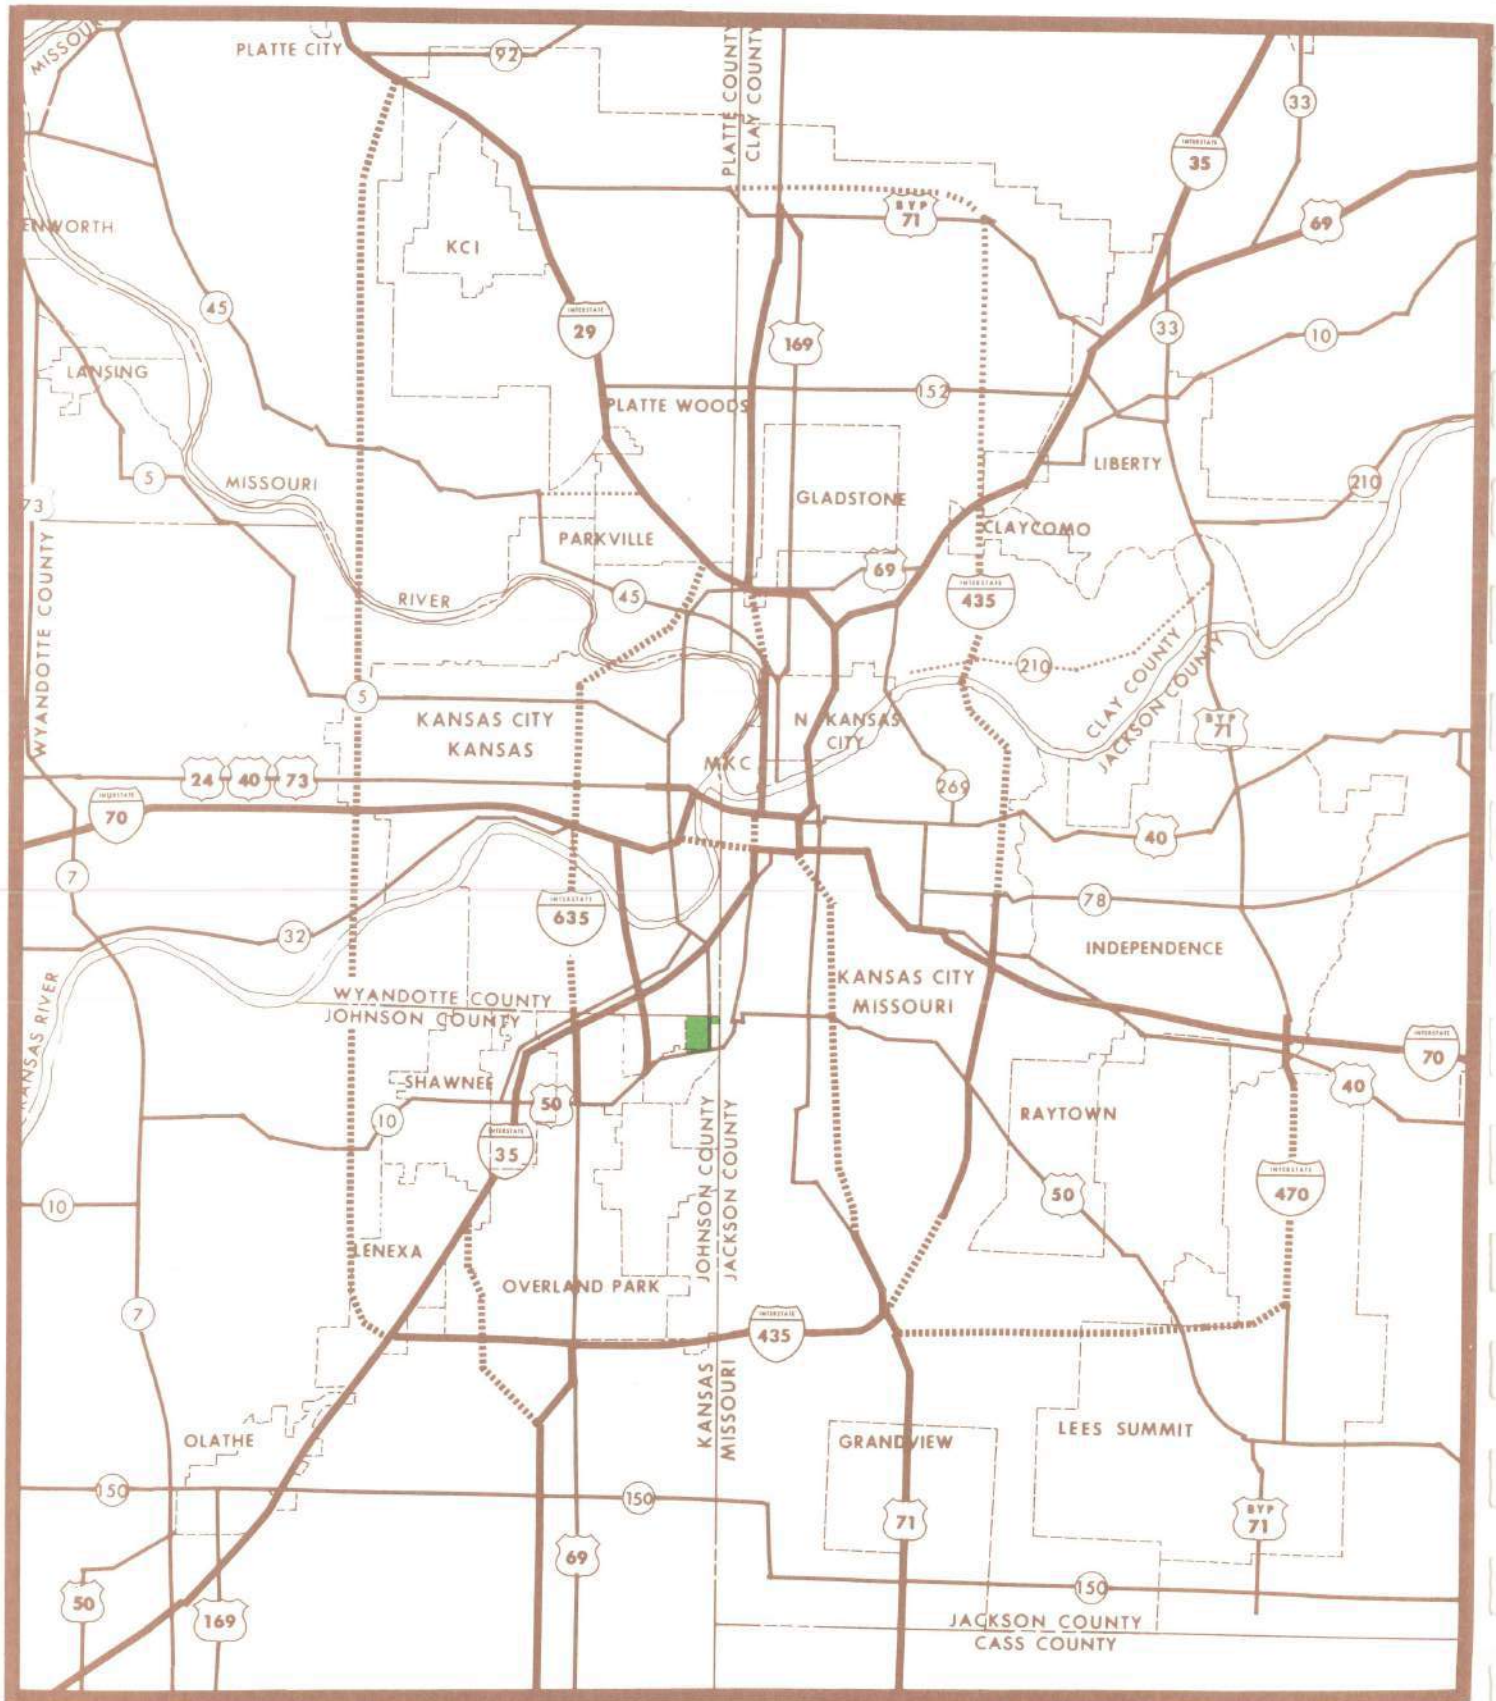 MISSOU
PLATTE CITY
92
PLATTE COUNTY
CLAY COUNTY
33
INTERSTATE
35
ENWORTH
KCI
BYP
71
69
45
INTERSTATE
29
169
33
10
LANSING
PLATTE WOODS
152
5
MISSOURI
73
LIBERTY
210
GLADSTONE
CLAYCOMO
PARKVILLE
WYANDOTTE COUNTY
RIVER
45
69
INTERSTATE
435
210
CLAY COUNTY
JACKSON COUNTY
5
KANSAS CITY
KANSAS
N KANSAS
CITY
BYP
71
MKC
24
40
73
269
INTERSTATE
70
40
7
INTERSTATE
635
78
32
INDEPENDENCE
KANSAS CITY
MISSOURI
KANSAS RIVER
WYANDOTTE COUNTY
JOHNSON COUNTY
INTERSTATE
70
SHAWNEE
50
40
10
RAYTOWN
INTERSTATE
35
JOHNSON COUNTY
JACKSON COUNTY
INTERSTATE
470
10
50
LENEXA
OVERLAND PARK
7
INTERSTATE
435
KANSAS
MISSOURI
OLATHE
GRANDVIEW
LEES SUMMIT
150
150
71
BYP
71
69
50
169
150
JACKSON COUNTY
CASS COUNTY